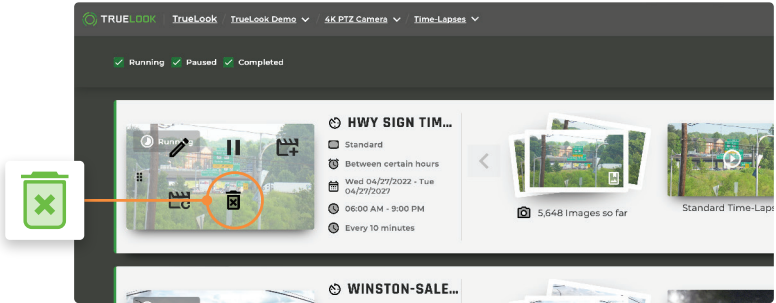 TRUELOOK TrueLook / TrueLook Demo / 4K PTZ Camera / Time-Lapses
Running Paused Completed
HWY SIGN TIM...
Running
Standard
Between certain hours
Wed 04/27/2022 - Tue
04/27/2027
06:00 AM - 9:00 PM
Every 10 minutes
5,648 Images so far
Standard Time-Laps
WINSTON-SALE...